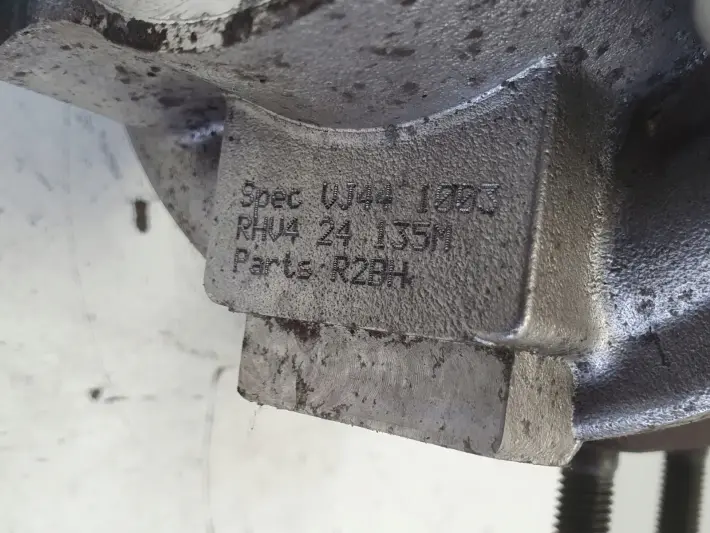 Spec VJ44 1003
RHV4 24 135M
Parts R2BH